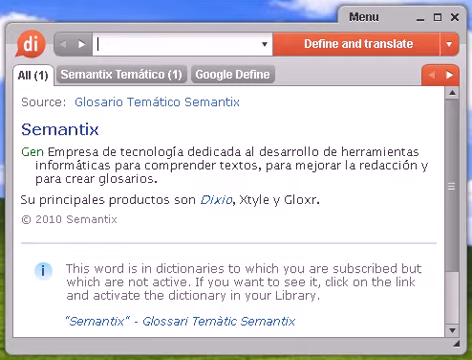 Menu
di
Define and translate
All (1)
Semantix Temático (1)
Google Define
Source: Glosario Temático Semantix
Semantix
Gen Empresa de tecnología dedicada al desarrollo de herramientas
informáticas para comprender textos, para mejorar la redacción y
para crear glosarios.
Su principales producto son Dixio, Xtyle y Gloxr.
© 2010 Semantix
i
This word is in dictionaries to which you are subscribed but
which are not active. If you want to see it, click on the link
and activate the dictionary in your Library.
"Semantix" - Glossari Temàtic Semantix